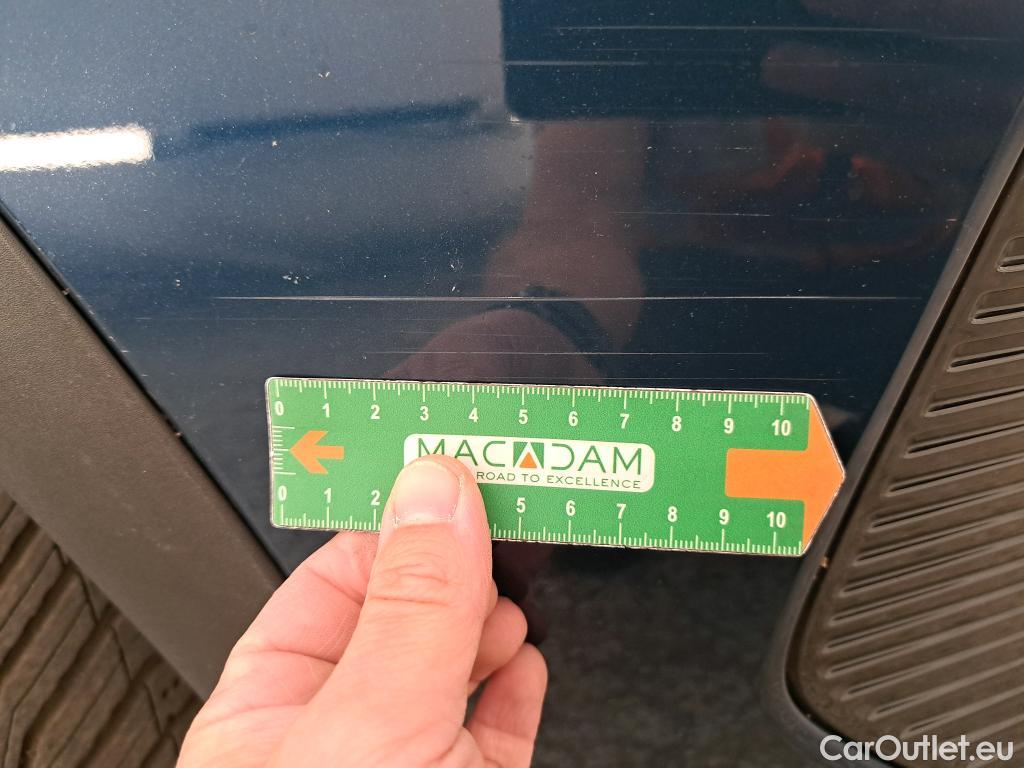 0 1 2 3 4 5 6 7 8 9 10
MACADAM
ROAD TO EXCELLENCE
0 1 2 5 6 7 8 9 10
CarOutlet.eu